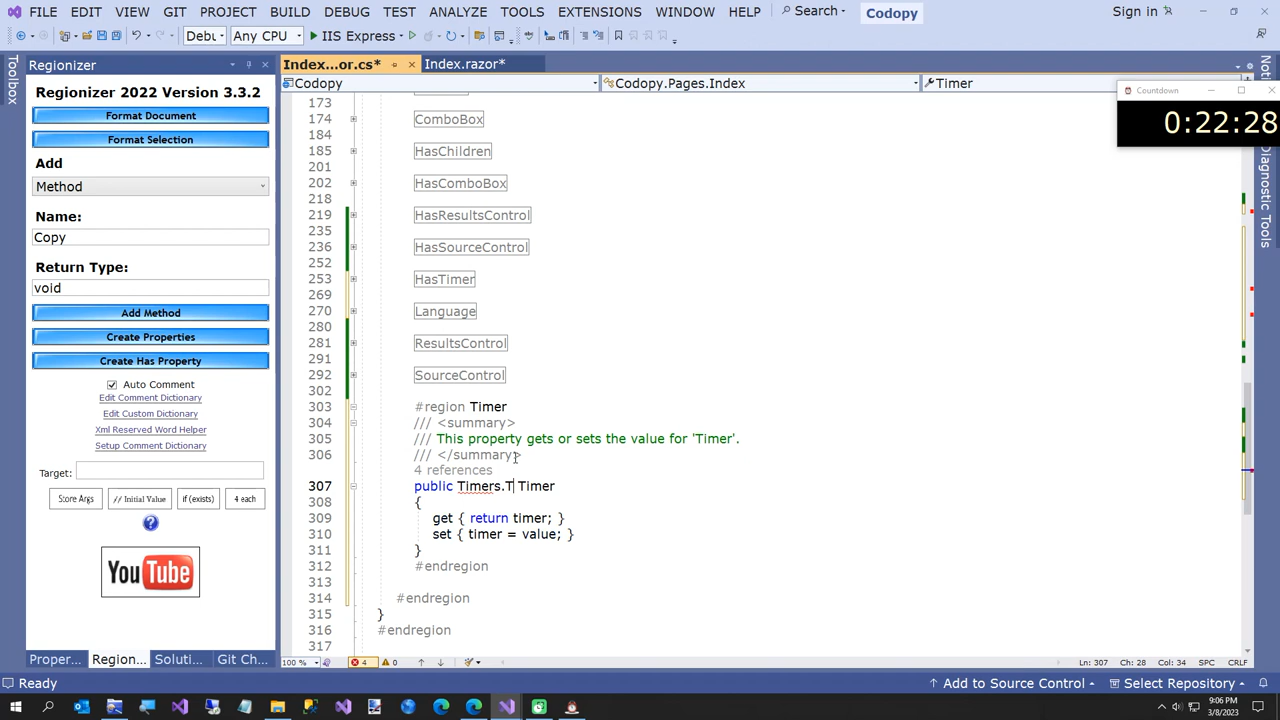 FILE EDIT VIEW GIT PROJECT BUILD DEBUG TEST ANALYZE TOOLS EXTENSIONS WINDOW HELP Search Codopy Sign in
Debu Any CPU IIS Express
Toolbox
Regionizer
Regionizer 2022 Version 3.3.2
Format Document
Format Selection
Add
Method
Name:
Copy
Return Type:
void
Add Method
Create Properties
Create Has Property
Auto Comment
Edit Comment Dictionary
Edit Custom Dictionary
Xml Reserved Word Helper
Setup Comment Dictionary
Target:
Store Args // Initial Value if (exists) 4 each
?
YouTube
Proper... Region... Soluti... Git Ch...
Index...or.cs* Index.razor*
Codopy Codopy.Pages.Index Timer
173
174 ComboBox
184
185 HasChildren
201
202 HasComboBox
218
219 HasResultsControl
235
236 HasSourceControl
252
253 HasTimer
269
270 Language
280
281 ResultsControl
291
292 SourceControl
302
303 #region Timer
304 /// <summary>
305 /// This property gets or sets the value for 'Timer'.
306 /// </summary>
4 references
307 public Timers.T Timer
308 {
309 get { return timer; }
310 set { timer = value; }
311 }
312 #endregion
313
314 #endregion
315 }
316 #endregion
317
100 % 4 0 Ln: 307 Ch: 28 Col: 34 SPC CRLF
Countdown
0:22:28
Diagnostic Tools
Ready Add to Source Control Select Repository
9:06 PM
3/8/2023